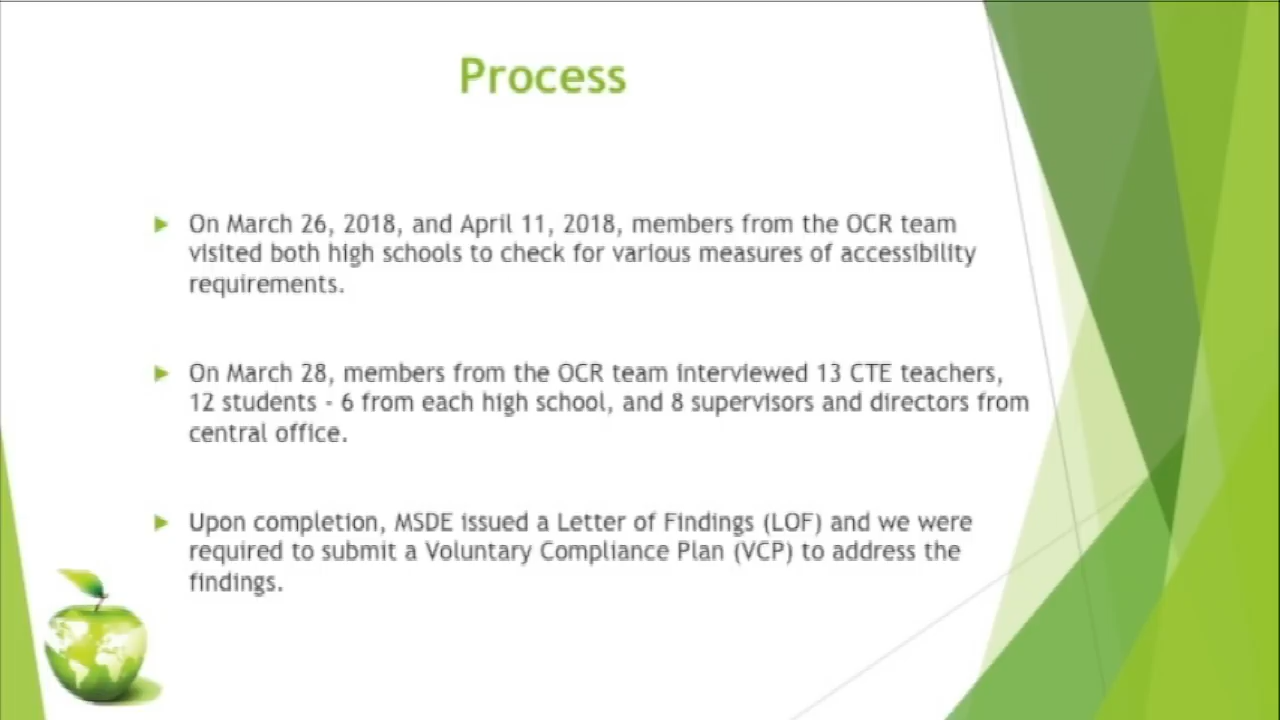 Process
On March 26, 2018, and April 11, 2018, members from the OCR team
visited both high schools to check for various measures of accessibility
requirements.
On March 28, members from the OCR team interviewed 13 CTE teachers,
12 students - 6 from each high school, and 8 supervisors and directors from
central office.
Upon completion, MSDE issued a Letter of Findings (LOF) and we were
required to submit a Voluntary Compliance Plan (VCP) to address the
findings.